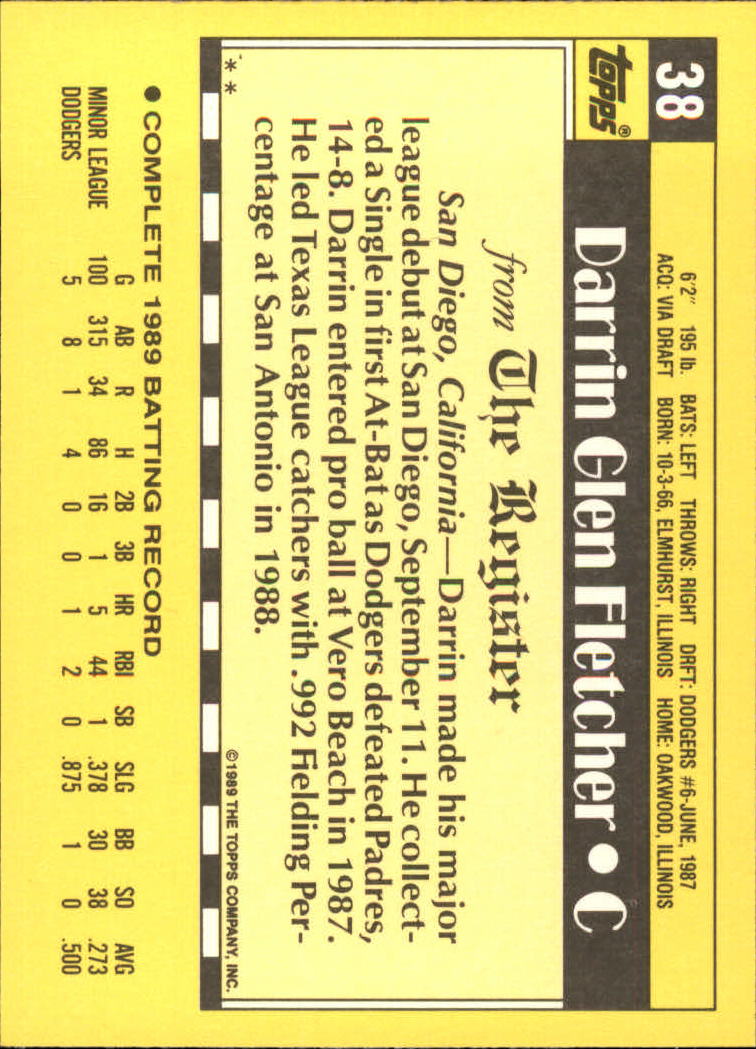 38
6'2" 195 lb. BATS: LEFT THROWS: RIGHT DRFT: DODGERS #6-JUNE, 1987
ACQ: VIA DRAFT BORN: 10-3-66, ELMHURST, ILLINOIS HOME: OAKWOOD, ILLINOIS
topps®
Darrin Glen Fletcher • C
from The Register
San Diego, California—Darrin made his major
league debut at San Diego, September 11. He collect-
ed a Single in first At-Bat as Dodgers defeated Padres,
14-8. Darrin entered pro ball at Vero Beach in 1987.
He led Texas League catchers with .992 Fielding Per-
centage at San Antonio in 1988.
* * ©1989 THE TOPPS COMPANY, INC.
• COMPLETE 1989 BATTING RECORD
G AB R H 2B 3B HR RBI SB SLG BB SO AVG
MINOR LEAGUE 100 315 34 86 16 1 5 44 1 .378 30 38 .273
DODGERS 5 8 1 4 0 0 1 2 0 .875 1 0 .500